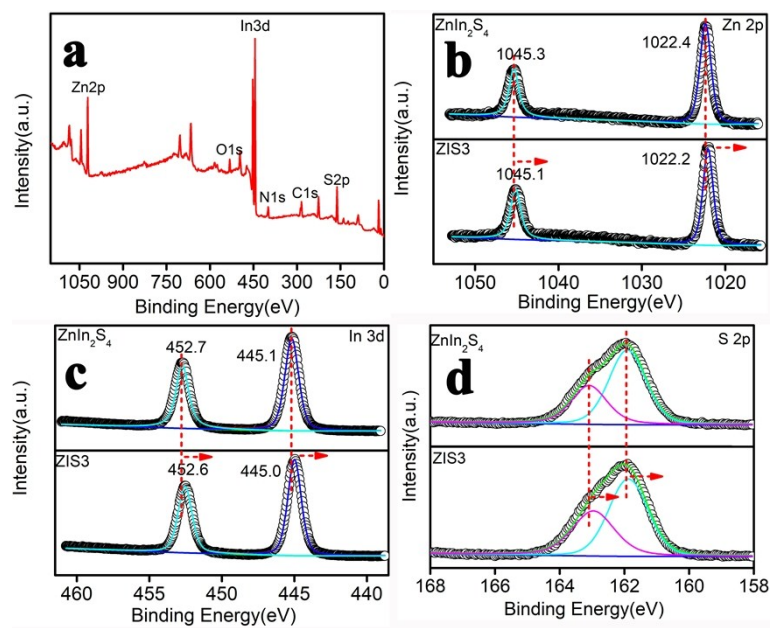 a
In3d
Zn2p
O1s
N1s
C1s
S2p
Intensity(a.u.)
1050 900 750 600 450 300 150 0
Binding Energy(eV)
ZnIn₂S₄
b
Zn 2p
1045.3
1022.4
ZIS3
1045.1
1022.2
Intensity(a.u.)
1050 1040 1030 1020
Binding Energy(eV)
ZnIn₂S₄
c
In 3d
452.7
445.1
ZIS3
452.6
445.0
Intensity(a.u.)
460 455 450 445 440
Binding Energy(eV)
ZnIn₂S₄
d
S 2p
ZIS3
Intensity(a.u.)
168 166 164 162 160 158
Binding Energy(eV)